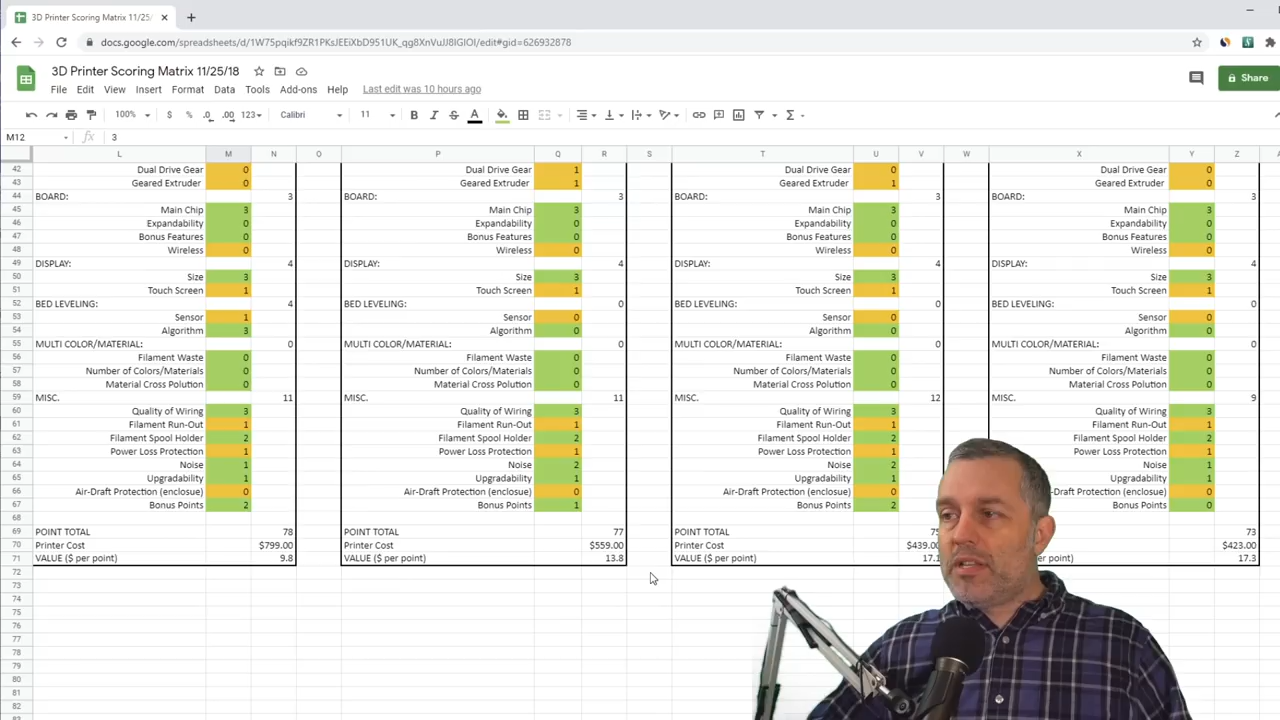 3D Printer Scoring Matrix 11/25/
docs.google.com/spreadsheets/d/1W75pqikf9ZR1PKsJEEiXbD951UK_qg8XnVuJJ8IGIOI/edit#gid=626932878
3D Printer Scoring Matrix 11/25/18
Share
File Edit View Insert Format Data Tools Add-ons Help Last edit was 10 hours ago
100% $ % .0 .00 123 Calibri 11 B I S A
M12 fx 3
L M N O P Q R S T U V W X Y Z
42 Dual Drive Gear 0 Dual Drive Gear 1 Dual Drive Gear 0 Dual Drive Gear 0
43 Geared Extruder 0 Geared Extruder 1 Geared Extruder 1 Geared Extruder 0
44 BOARD: 3 BOARD: 3 BOARD: 3 BOARD: 3
45 Main Chip 3 Main Chip 3 Main Chip 3 Main Chip 3
46 Expandability 0 Expandability 0 Expandability 0 Expandability 0
47 Bonus Features 0 Bonus Features 0 Bonus Features 0 Bonus Features 0
48 Wireless 0 Wireless 0 Wireless 0 Wireless 0
49 DISPLAY: 4 DISPLAY: 4 DISPLAY: 4 DISPLAY: 4
50 Size 3 Size 3 Size 3 Size 3
51 Touch Screen 1 Touch Screen 1 Touch Screen 1 Touch Screen 1
52 BED LEVELING: 4 BED LEVELING: 0 BED LEVELING: 0 BED LEVELING: 0
53 Sensor 1 Sensor 0 Sensor 0 Sensor 0
54 Algorithm 3 Algorithm 0 Algorithm 0 Algorithm 0
55 MULTI COLOR/MATERIAL: 0 MULTI COLOR/MATERIAL: 0 MULTI COLOR/MATERIAL: 0 MULTI COLOR/MATERIAL: 0
56 Filament Waste 0 Filament Waste 0 Filament Waste 0 Filament Waste 0
57 Number of Colors/Materials 0 Number of Colors/Materials 0 Number of Colors/Materials 0 Number of Colors/Materials 0
58 Material Cross Polution 0 Material Cross Polution 0 Material Cross Polution 0 Material Cross Polution 0
59 MISC. 11 MISC. 11 MISC. 12 MISC. 9
60 Quality of Wiring 3 Quality of Wiring 3 Quality of Wiring 3 Quality of Wiring 3
61 Filament Run-Out 1 Filament Run-Out 1 Filament Run-Out 1 Filament Run-Out 1
62 Filament Spool Holder 2 Filament Spool Holder 2 Filament Spool Holder 2 Filament Spool Holder 2
63 Power Loss Protection 1 Power Loss Protection 1 Power Loss Protection 1 Power Loss Protection 1
64 Noise 1 Noise 2 Noise 2 Noise 1
65 Upgradability 1 Upgradability 1 Upgradability 1 Upgradability 1
66 Air-Draft Protection (enclosue) 0 Air-Draft Protection (enclosue) 0 Air-Draft Protection (enclosue) 0 -Draft Protection (enclosue) 0
67 Bonus Points 2 Bonus Points 1 Bonus Points 2 Bonus Points 0
68
69 POINT TOTAL 78 POINT TOTAL 77 POINT TOTAL 75 73
70 Printer Cost $799.00 Printer Cost $559.00 Printer Cost $439.00 $423.00
71 VALUE ($ per point) 9.8 VALUE ($ per point) 13.8 VALUE ($ per point) 17.1 per point) 17.3
72
73
74
75
76
77
78
79
80
81
82